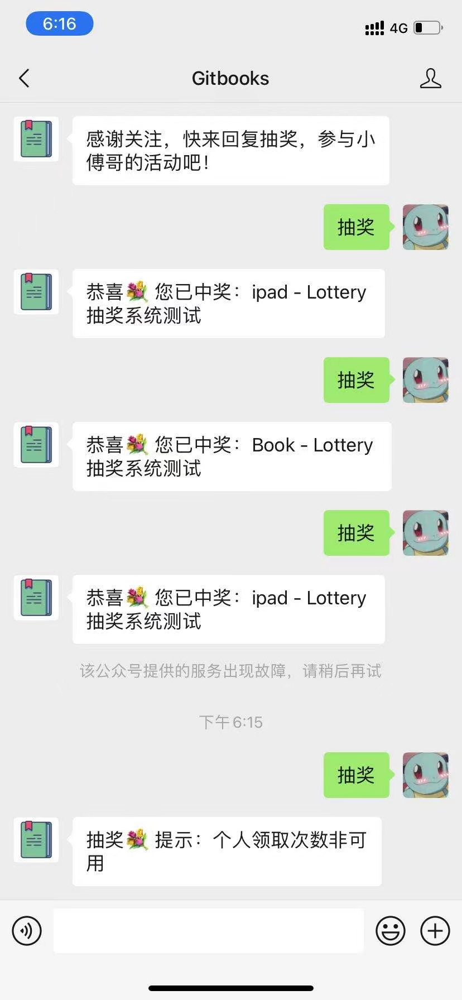 6:16
4G
Gitbooks
感谢关注，快来回复抽奖，参与小
傅哥的活动吧！
抽奖
恭喜💐 您已中奖：ipad - Lottery
抽奖系统测试
抽奖
恭喜💐 您已中奖：Book - Lottery
抽奖系统测试
抽奖
恭喜💐 您已中奖：ipad - Lottery
抽奖系统测试
该公众号提供的服务出现故障，请稍后再试
下午6:15
抽奖
抽奖💐 提示：个人领取次数非可
用